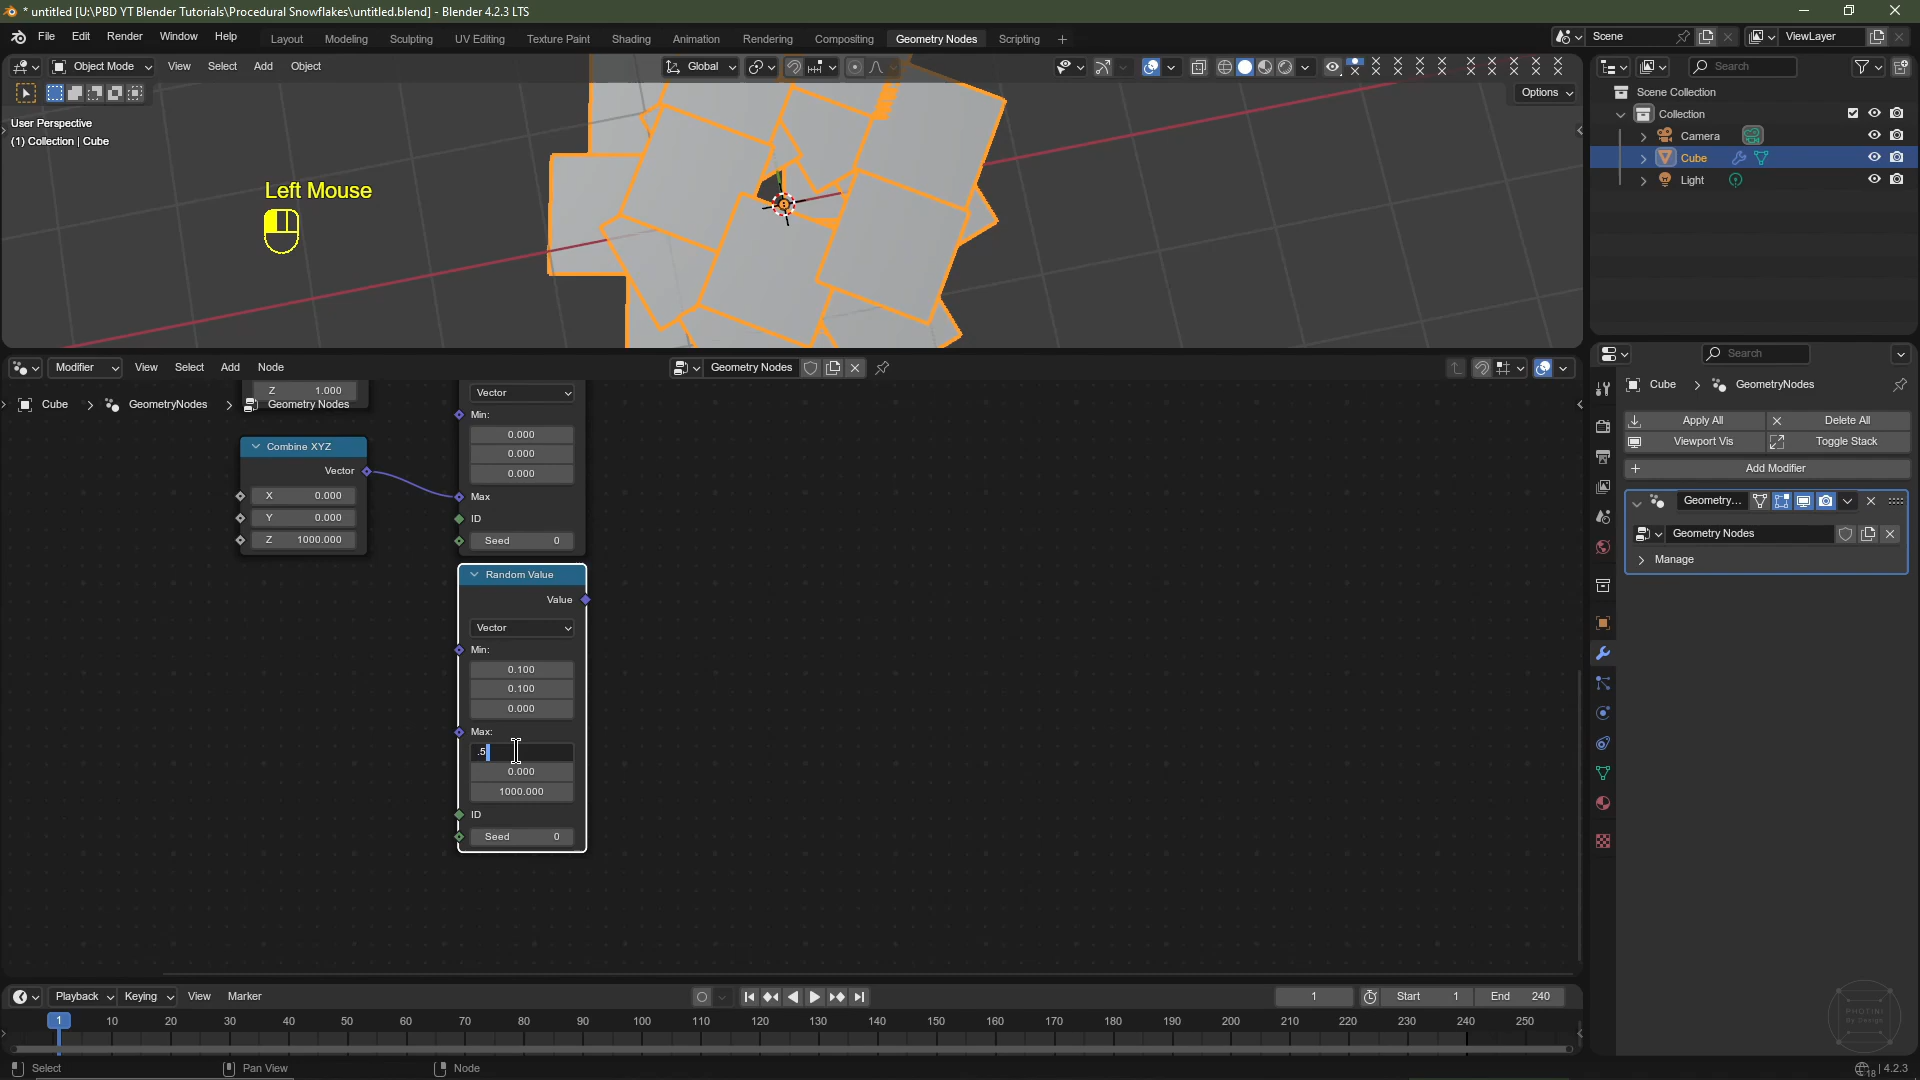 * untitled [U:\PBD YT Blender Tutorials\Procedural Snowflakes\untitled.blend] - Blender 4.2.3 LTS
File Edit Render Window Help Layout Modeling Sculpting UV Editing Texture Paint Shading Animation Rendering Compositing Geometry Nodes Scripting + Scene ViewLayer
Object Mode View Select Add Object Global Search
Options
User Perspective
(1) Collection | Cube
Left Mouse
Scene Collection
Collection
Camera
Cube
Light
Modifier View Select Add Node Geometry Nodes Search
Cube > GeometryNodes > Geometry Nodes
Z 1.000
Combine XYZ
Vector
X 0.000
Y 0.000
Z 1000.000
Vector
Min:
0.000
0.000
0.000
Max
ID
Seed 0
Random Value
Value
Vector
Min:
0.100
0.100
0.000
Max:
.5
0.000
1000.000
ID
Seed 0
Cube > GeometryNodes
Apply All Delete All
Viewport Vis Toggle Stack
Add Modifier
Geometry...
Geometry Nodes
Manage
Playback Keying View Marker 1 Start 1 End 240
1 10 20 30 40 50 60 70 80 90 100 110 120 130 140 150 160 170 180 190 200 210 220 230 240 250
PHOTINI
By Design
Select Pan View Node 18 4.2.3